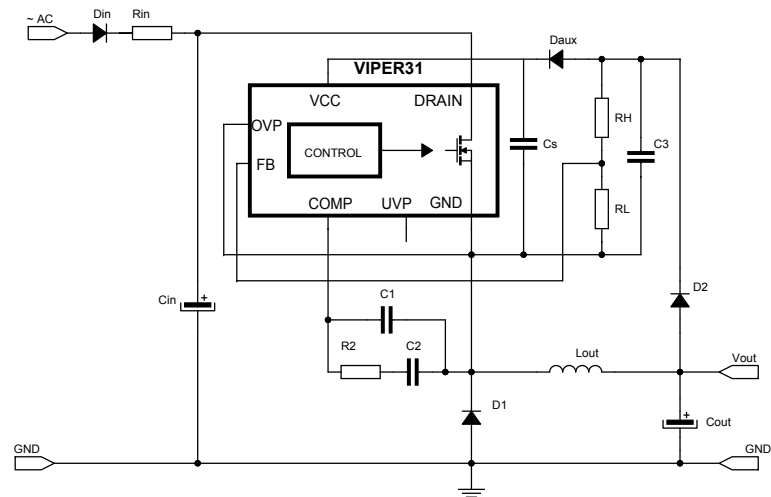 ~ AC
Din
Rin
Daux
VIPER31
VCC
DRAIN
OVP
RH
CONTROL
Cs
C3
FB
COMP
UVP
GND
RL
Cin
+
C1
D2
R2
C2
Lout
Vout
D1
+
Cout
GND
GND